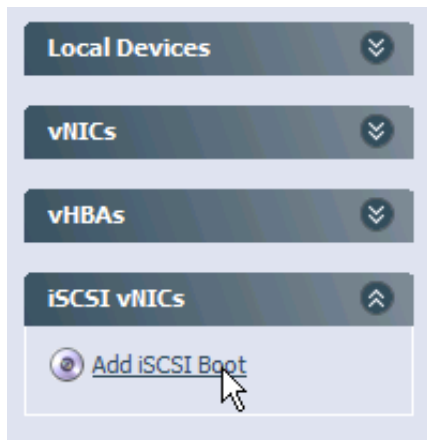 Local Devices
vNICs
vHBAs
iSCSI vNICs
Add iSCSI Boot